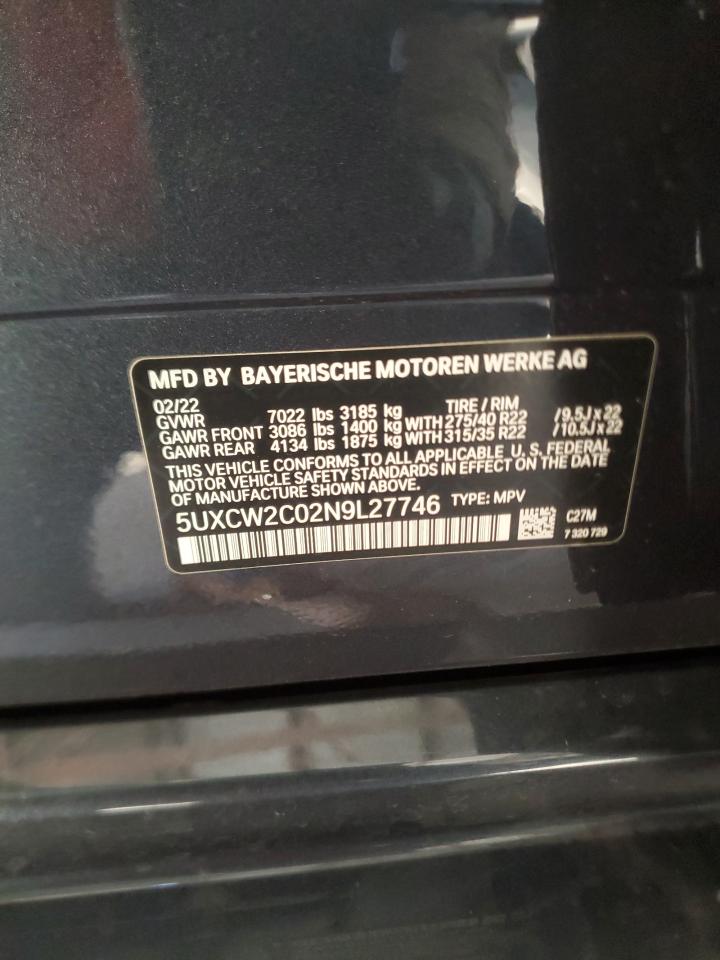 MFD BY BAYERISCHE MOTOREN WERKE AG
02/22 TIRE / RIM
GVWR 7022 lbs 3185 kg
GAWR FRONT 3086 lbs 1400 kg WITH 275/40 R22 /9,5J x 22
GAWR REAR 4134 lbs 1875 kg WITH 315/35 R22 /10,5J x 22
THIS VEHICLE CONFORMS TO ALL APPLICABLE U. S. FEDERAL
MOTOR VEHICLE SAFETY STANDARDS IN EFFECT ON THE DATE
OF MANUFACTURE SHOWN ABOVE.
5UXCW2C02N9L27746 TYPE: MPV
C27M
7 320 729